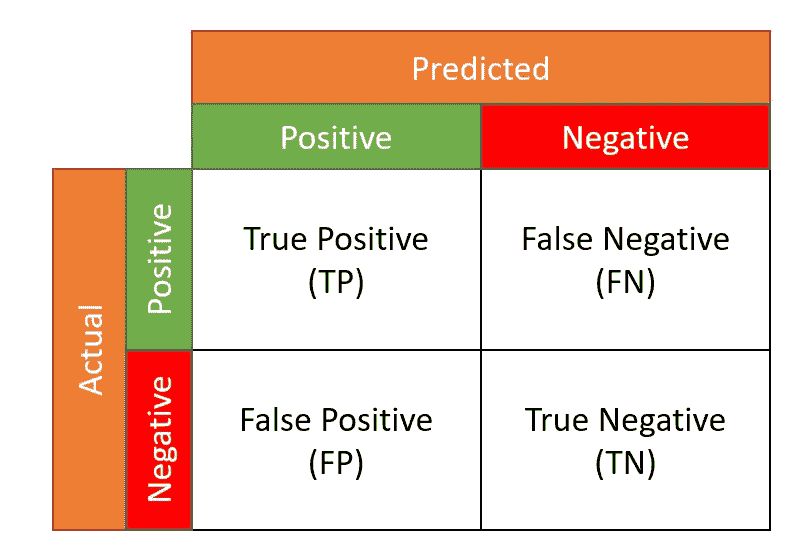 Predicted
Positive
Negative
Actual
Positive
True Positive
(TP)
False Negative
(FN)
Negative
False Positive
(FP)
True Negative
(TN)